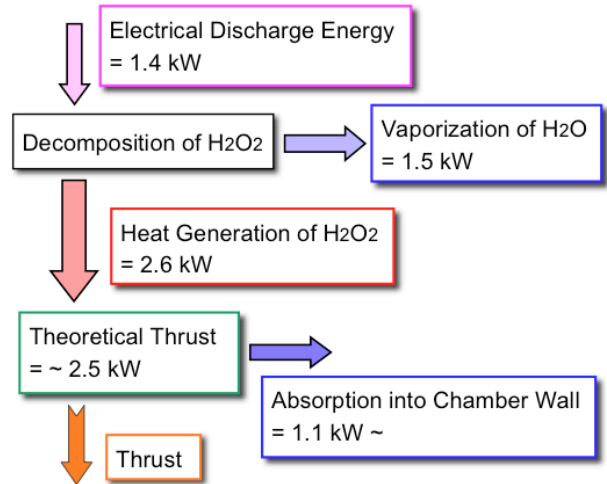 Electrical Discharge Energy
= 1.4 kW
Decomposition of H2O2
Vaporization of H2O
= 1.5 kW
Heat Generation of H2O2
= 2.6 kW
Theoretical Thrust
= ~ 2.5 kW
Absorption into Chamber Wall
= 1.1 kW ~
Thrust